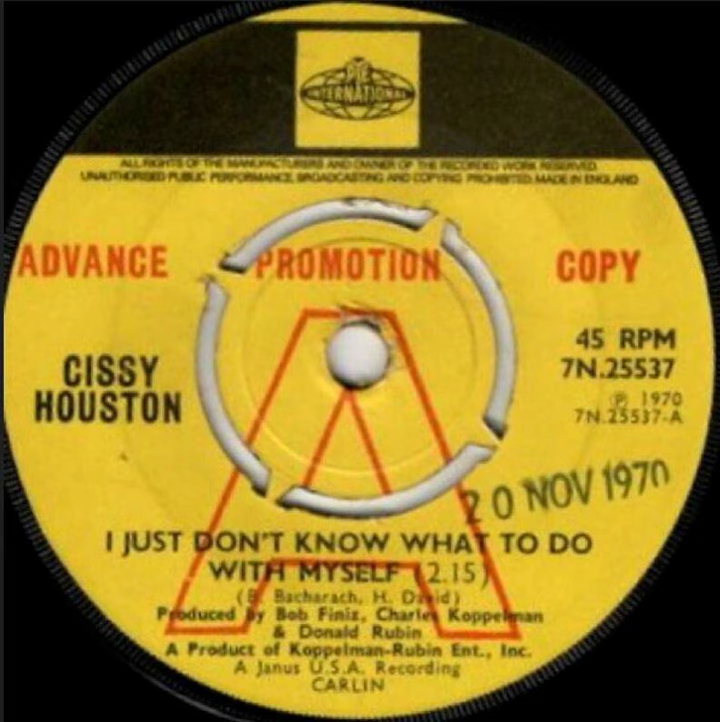 PYE
INTERNATIONAL
ALL RIGHTS OF THE MANUFACTURERS AND OWNER OF THE RECORDED WORK RESERVED.
UNAUTHORISED PUBLIC PERFORMANCE, BROADCASTING AND COPYING PROHIBITED. MADE IN ENGLAND
ADVANCE PROMOTION COPY
A
CISSY
HOUSTON
45 RPM
7N.25537
℗ 1970
7N.25537-A
20 NOV 1970
I JUST DON'T KNOW WHAT TO DO
WITH MYSELF (2.15)
(B. Bacharach, H. David)
Produced by Bob Finiz, Charles Koppelman
& Donald Rubin
A Product of Koppelman-Rubin Ent., Inc.
A Janus U.S.A. Recording
CARLIN